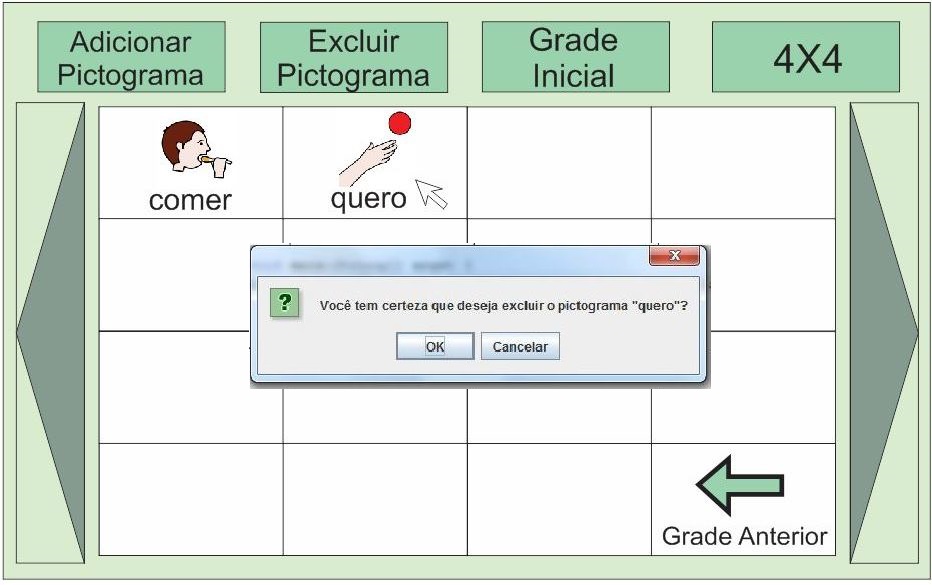 Adicionar
Pictograma
Excluir
Pictograma
Grade
Inicial
4X4
comer
quero
X
?
Você tem certeza que deseja excluir o pictograma "quero"?
OK
Cancelar
Grade Anterior